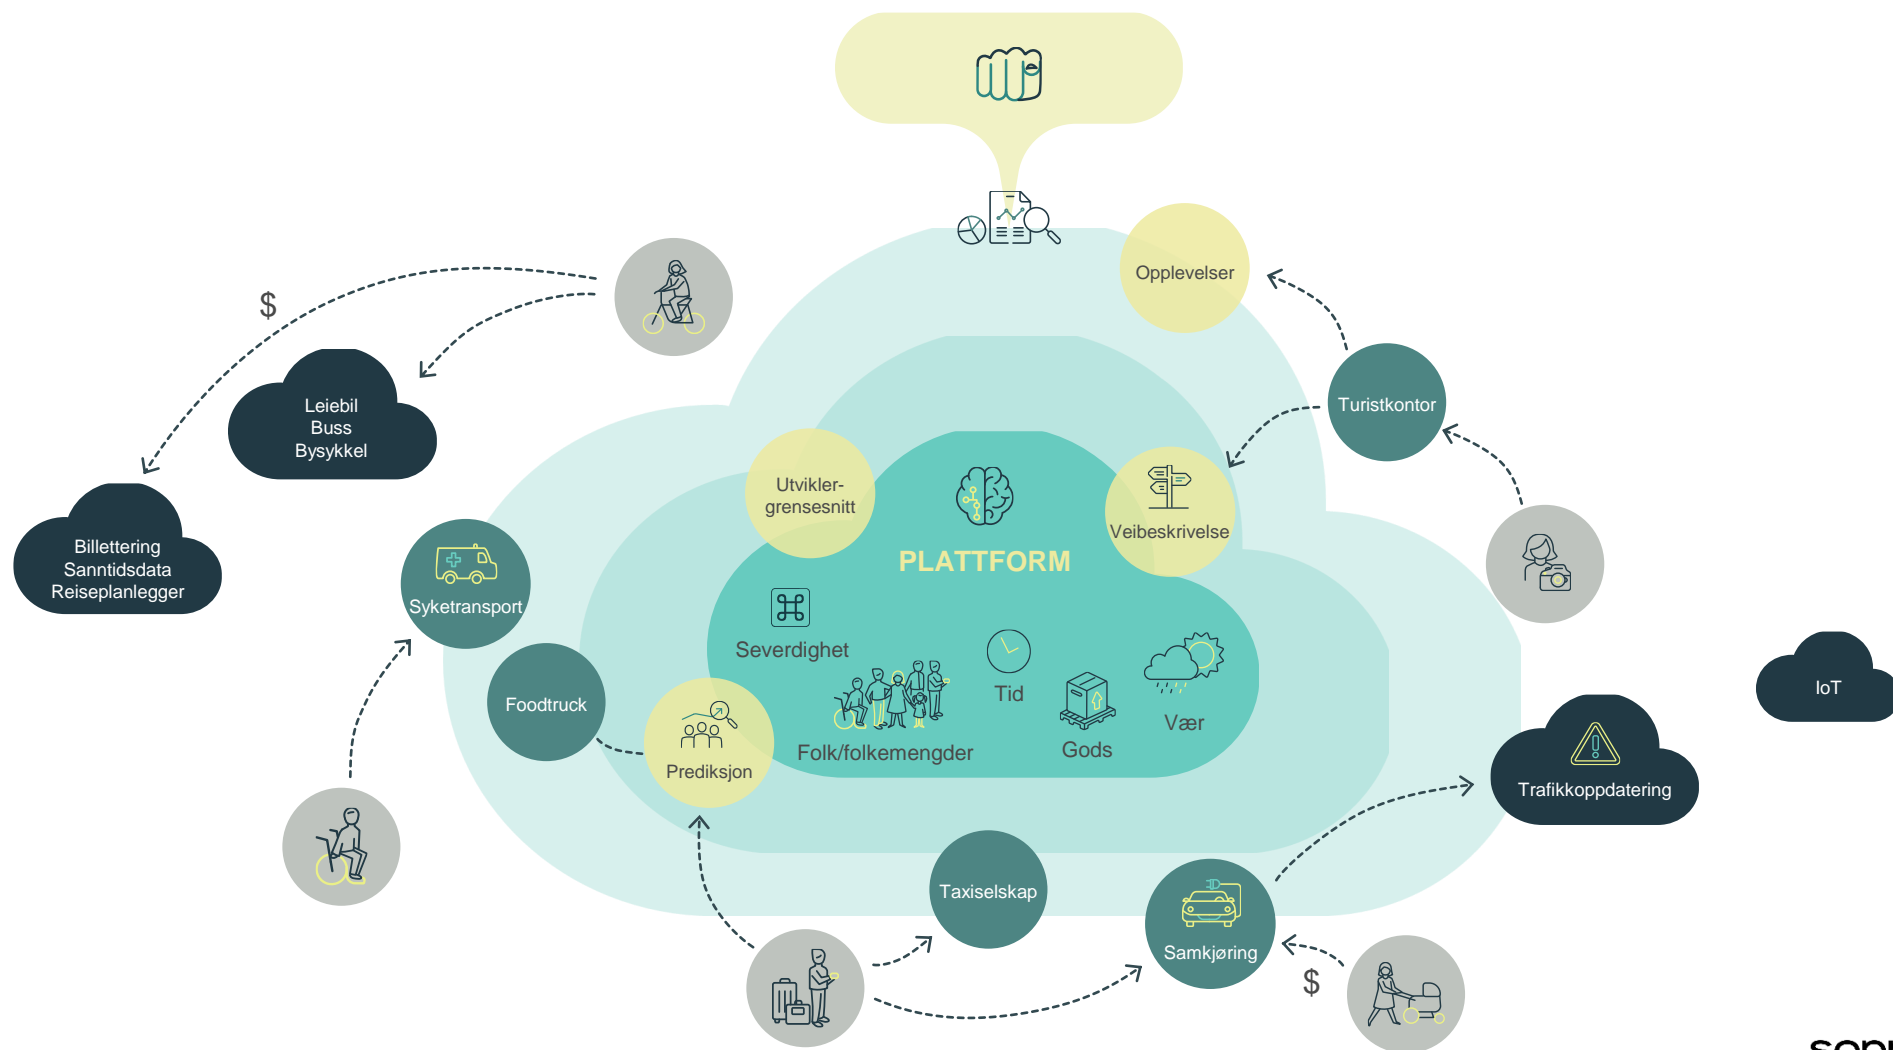 Opplevelser
$
Leiebil
Buss
Bysykkel
Turistkontor
Utvikler-
grensesnitt
Veibeskrivelse
PLATTFORM
Billettering
Sanntidsdata
Reiseplanlegger
Syketransport
Severdighet
Tid
Vær
Foodtruck
Folk/folkemengder
Gods
Prediksjon
IoT
Trafikkoppdatering
Taxiselskap
Samkjøring
$